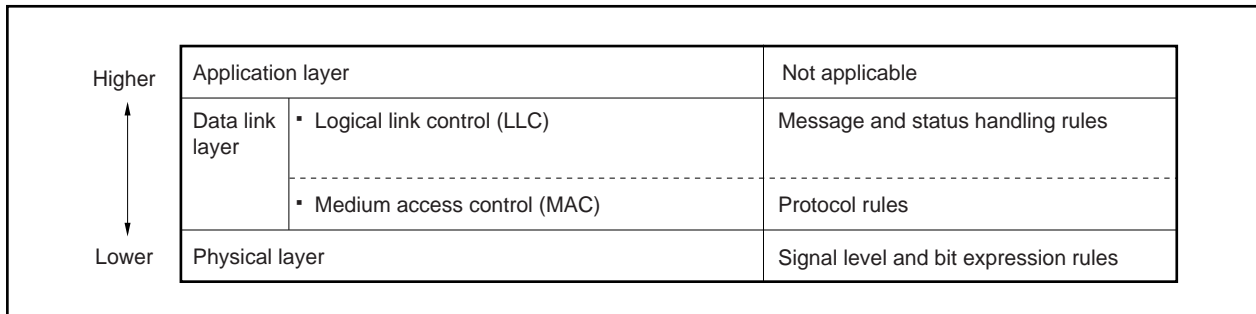 Higher
Application layer
Not applicable
Data link
layer
▪ Logical link control (LLC)
Message and status handling rules
▪ Medium access control (MAC)
Protocol rules
Lower
Physical layer
Signal level and bit expression rules